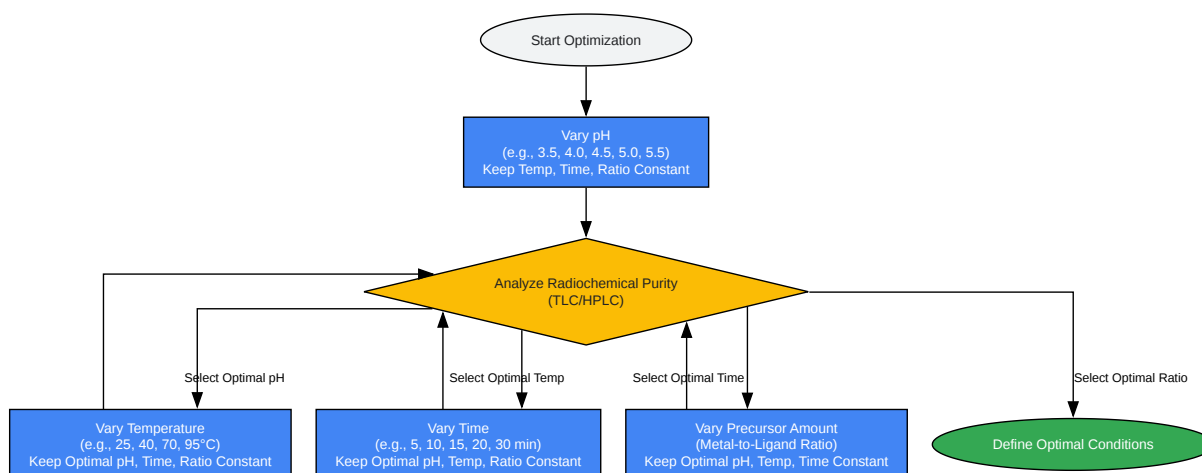 Start Optimization
Vary pH
(e.g., 3.5, 4.0, 4.5, 5.0, 5.5)
Keep Temp, Time, Ratio Constant
Analyze Radiochemical Purity
(TLC/HPLC)
Select Optimal pH
Select Optimal Temp
Select Optimal Time
Select Optimal Ratio
Vary Temperature
(e.g., 25, 40, 70, 95°C)
Keep Optimal pH, Time, Ratio Constant
Vary Time
(e.g., 5, 10, 15, 20, 30 min)
Keep Optimal pH, Temp, Ratio Constant
Vary Precursor Amount
(Metal-to-Ligand Ratio)
Keep Optimal pH, Temp, Time Constant
Define Optimal Conditions